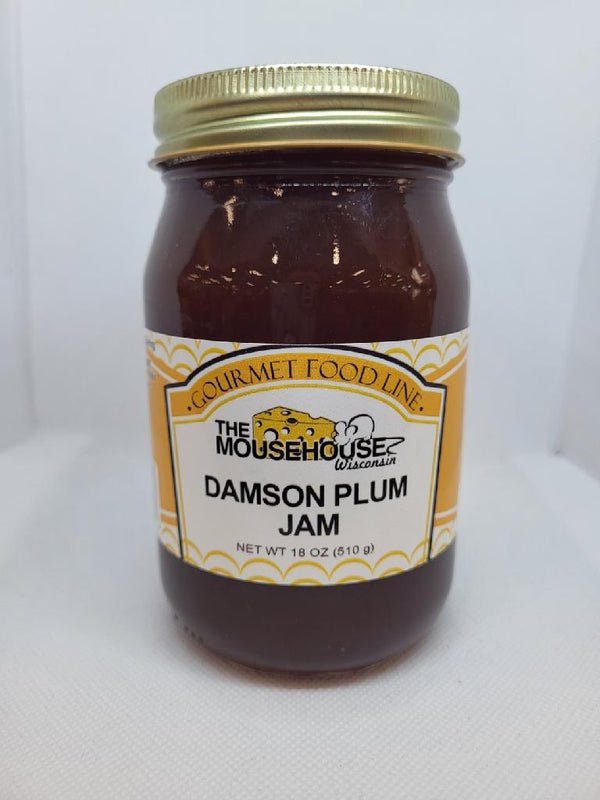 ·GOURMET FOOD LINE·
THE
MOUSEHOUSE
Wisconsin
DAMSON PLUM
JAM
NET WT 18 OZ (510 g)